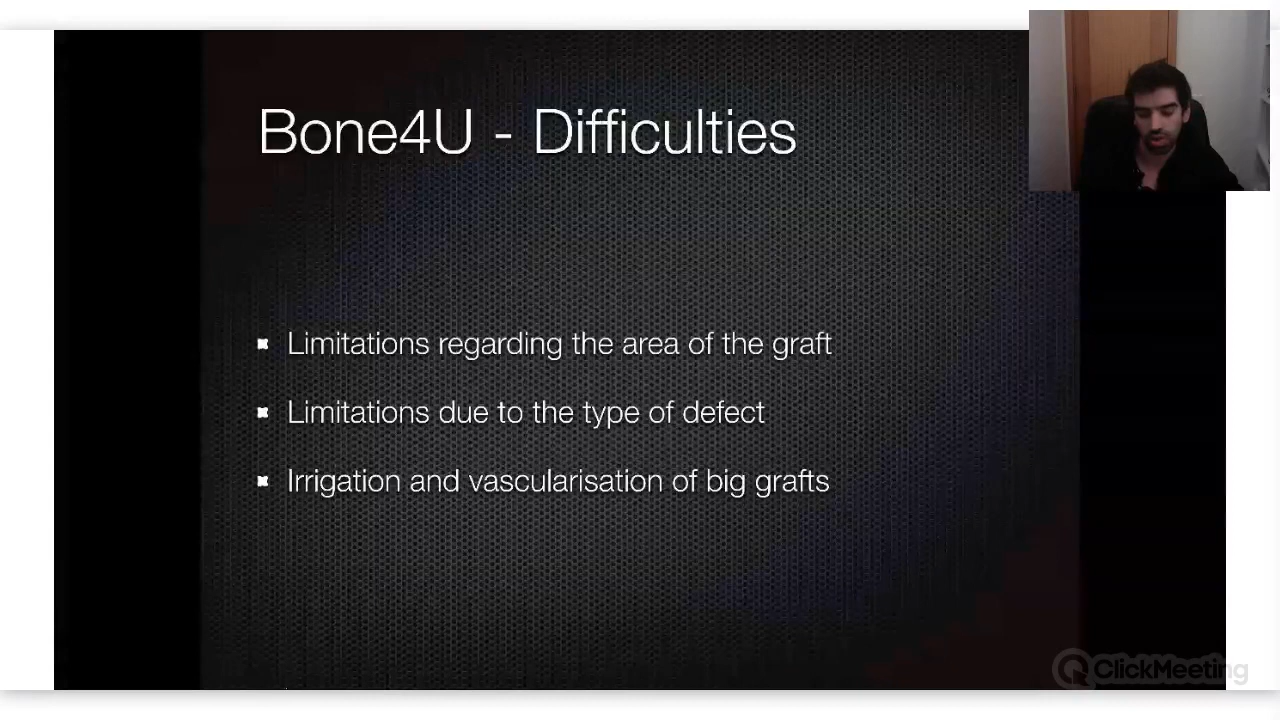 Bone4U - Difficulties
Limitations regarding the area of the graft
Limitations due to the type of defect
Irrigation and vascularisation of big grafts
ClickMeeting